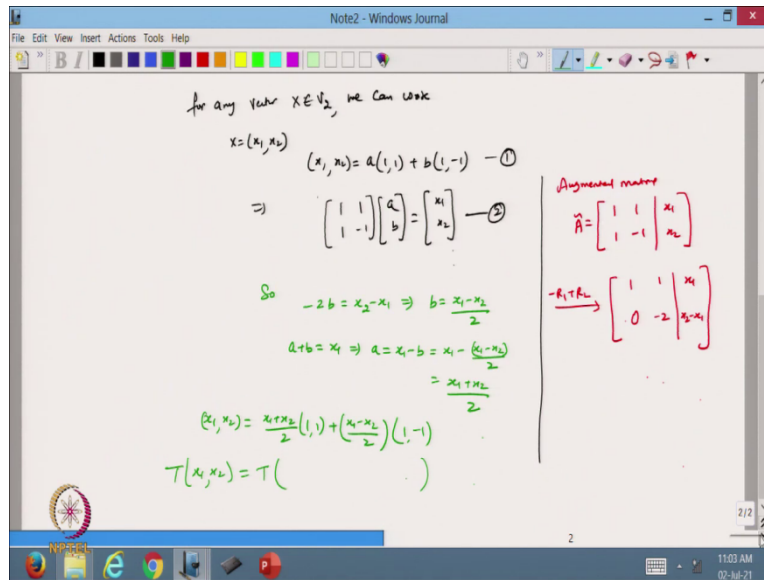 Note2 - Windows Journal
File Edit View Insert Actions Tools Help
for any vector X ∈ V₂, we can write
X = (x₁, x₂)
(x₁, x₂) = a(1,1) + b(1,-1) — ①
⇒ [1 1; 1 -1] [a; b] = [x₁; x₂] — ②
So
-2b = x₂ - x₁ ⇒ b = (x₁ - x₂)/2
a+b = x₁ ⇒ a = x₁ - b = x₁ - (x₁ - x₂)/2
= (x₁ + x₂)/2
(x₁, x₂) = (x₁ + x₂)/2 (1,1) + ((x₁ - x₂)/2) (1,-1)
T(x₁, x₂) = T( )
Augmented matrix
Ã = [1 1 | x₁; 1 -1 | x₂]
-R₁+R₂ → [1 1 | x₁; 0 -2 | x₂-x₁]
NPTEL
2/2
2
11:03 AM
02-Jul-21